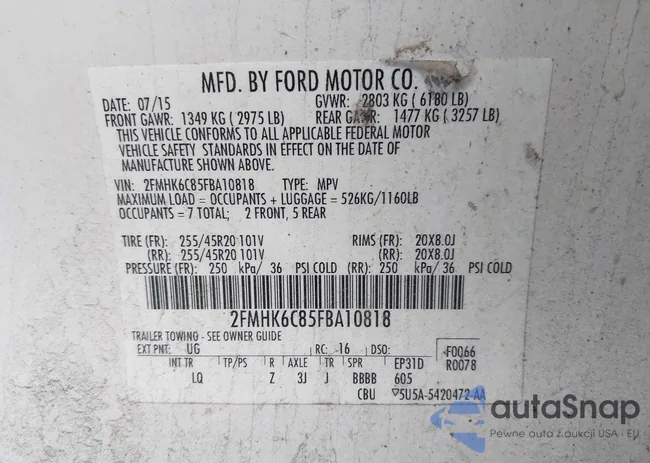 MFD. BY FORD MOTOR CO.
DATE: 07/15 GVWR: 2803 KG ( 6180 LB)
FRONT GAWR: 1349 KG ( 2975 LB) REAR GAWR: 1477 KG ( 3257 LB)
THIS VEHICLE CONFORMS TO ALL APPLICABLE FEDERAL MOTOR
VEHICLE SAFETY STANDARDS IN EFFECT ON THE DATE OF
MANUFACTURE SHOWN ABOVE.
VIN: 2FMHK6C85FBA10818 TYPE: MPV
MAXIMUM LOAD = OCCUPANTS + LUGGAGE = 526KG/1160LB
OCCUPANTS = 7 TOTAL; 2 FRONT, 5 REAR
TIRE (FR): 255/45R20 101V RIMS (FR): 20X8.0J
(RR): 255/45R20 101V (RR): 20X8.0J
PRESSURE (FR): 250 kPa/ 36 PSI COLD (RR): 250 kPa/ 36 PSI COLD
2FMHK6C85FBA10818
TRAILER TOWING - SEE OWNER GUIDE
EXT PNT: UG RC: -16 DSO: F0066
INT TR TP/PS R AXLE TR SPR EP31D R0078
LQ Z 3J J BBBB 605
CBU ▽5U5A-5420472-AA
autoSnap
Pewne auto z aukcji USA i EU